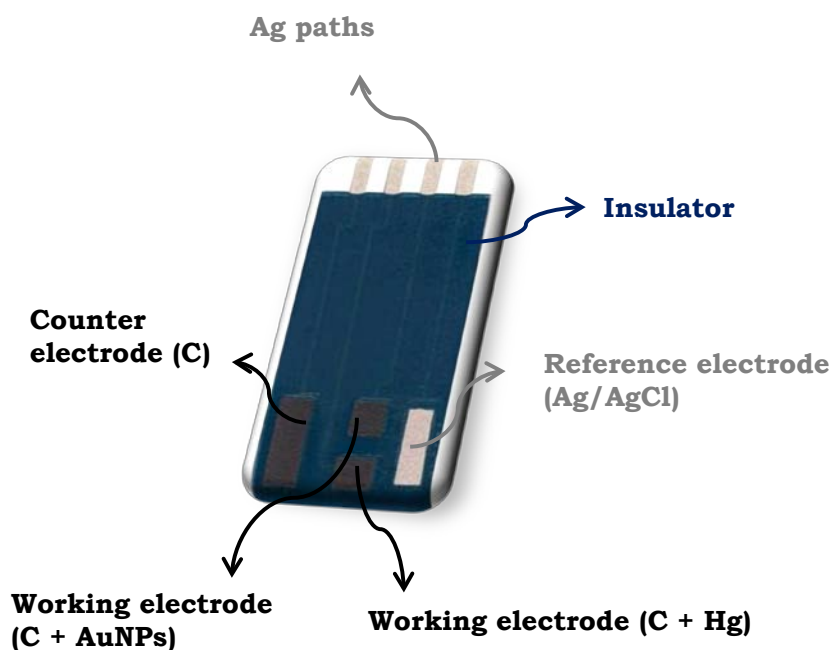 Ag paths
Insulator
Counter
electrode (C)
Reference electrode
(Ag/AgCl)
Working electrode
(C + AuNPs)
Working electrode (C + Hg)